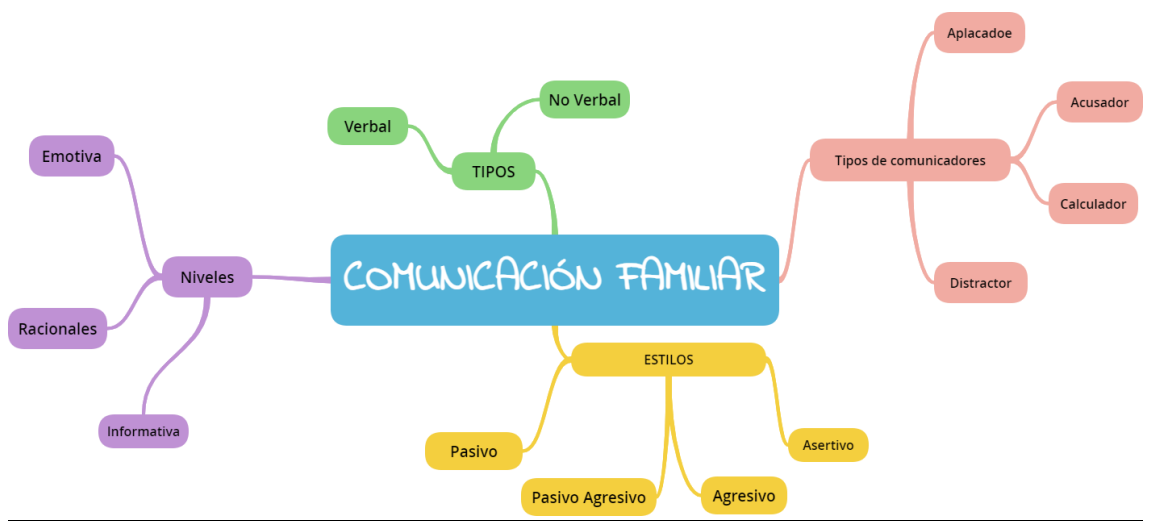 COMUNICACIÓN FAMILIAR
TIPOS
Verbal
No Verbal
Tipos de comunicadores
Aplacadoe
Acusador
Calculador
Distractor
ESTILOS
Asertivo
Agresivo
Pasivo Agresivo
Pasivo
Niveles
Emotiva
Racionales
Informativa